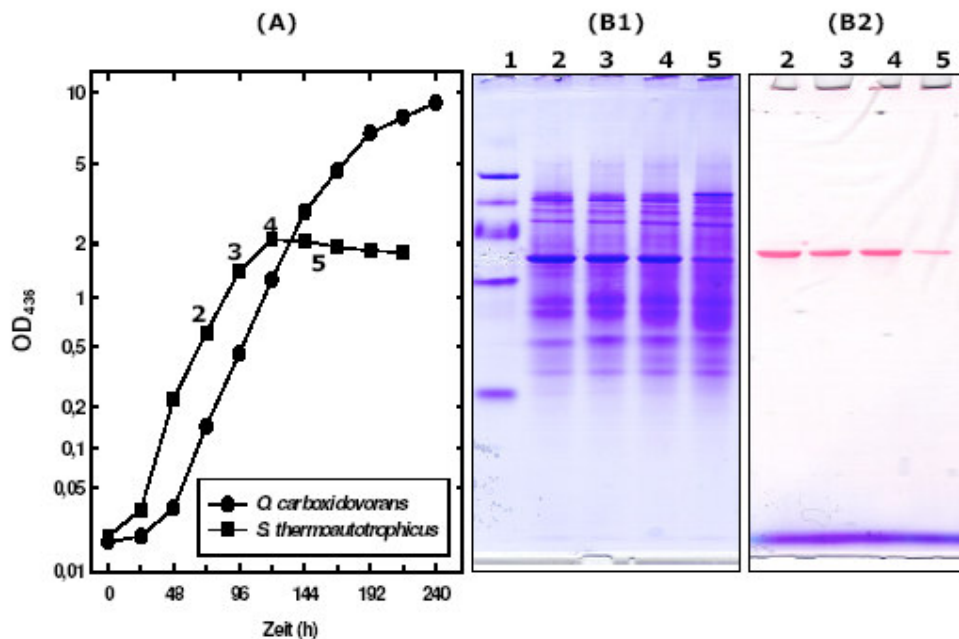 (A)
(B1)
(B2)
1 2 3 4 5
2 3 4 5
10
5
2
1
0,5
0,2
0,1
0,05
0,01
OD436
2
3
4
5
O. carboxidovorans
S. thermoautotrophicus
0 48 96 144 192 240
Zeit (h)